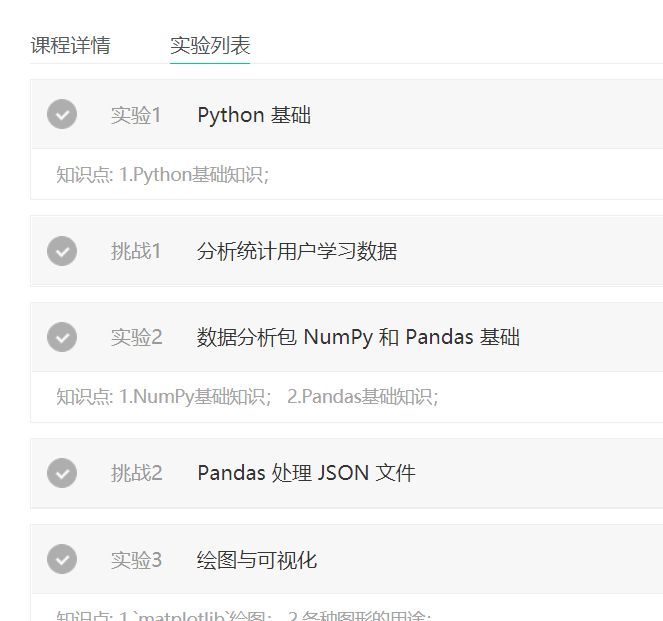 课程详情 实验列表
实验1 Python 基础
知识点: 1.Python基础知识;
挑战1 分析统计用户学习数据
实验2 数据分析包 NumPy 和 Pandas 基础
知识点: 1.NumPy基础知识; 2.Pandas基础知识;
挑战2 Pandas 处理 JSON 文件
实验3 绘图与可视化
知识点: 1.`matplotlib`绘图; 2.各种图形的用途;